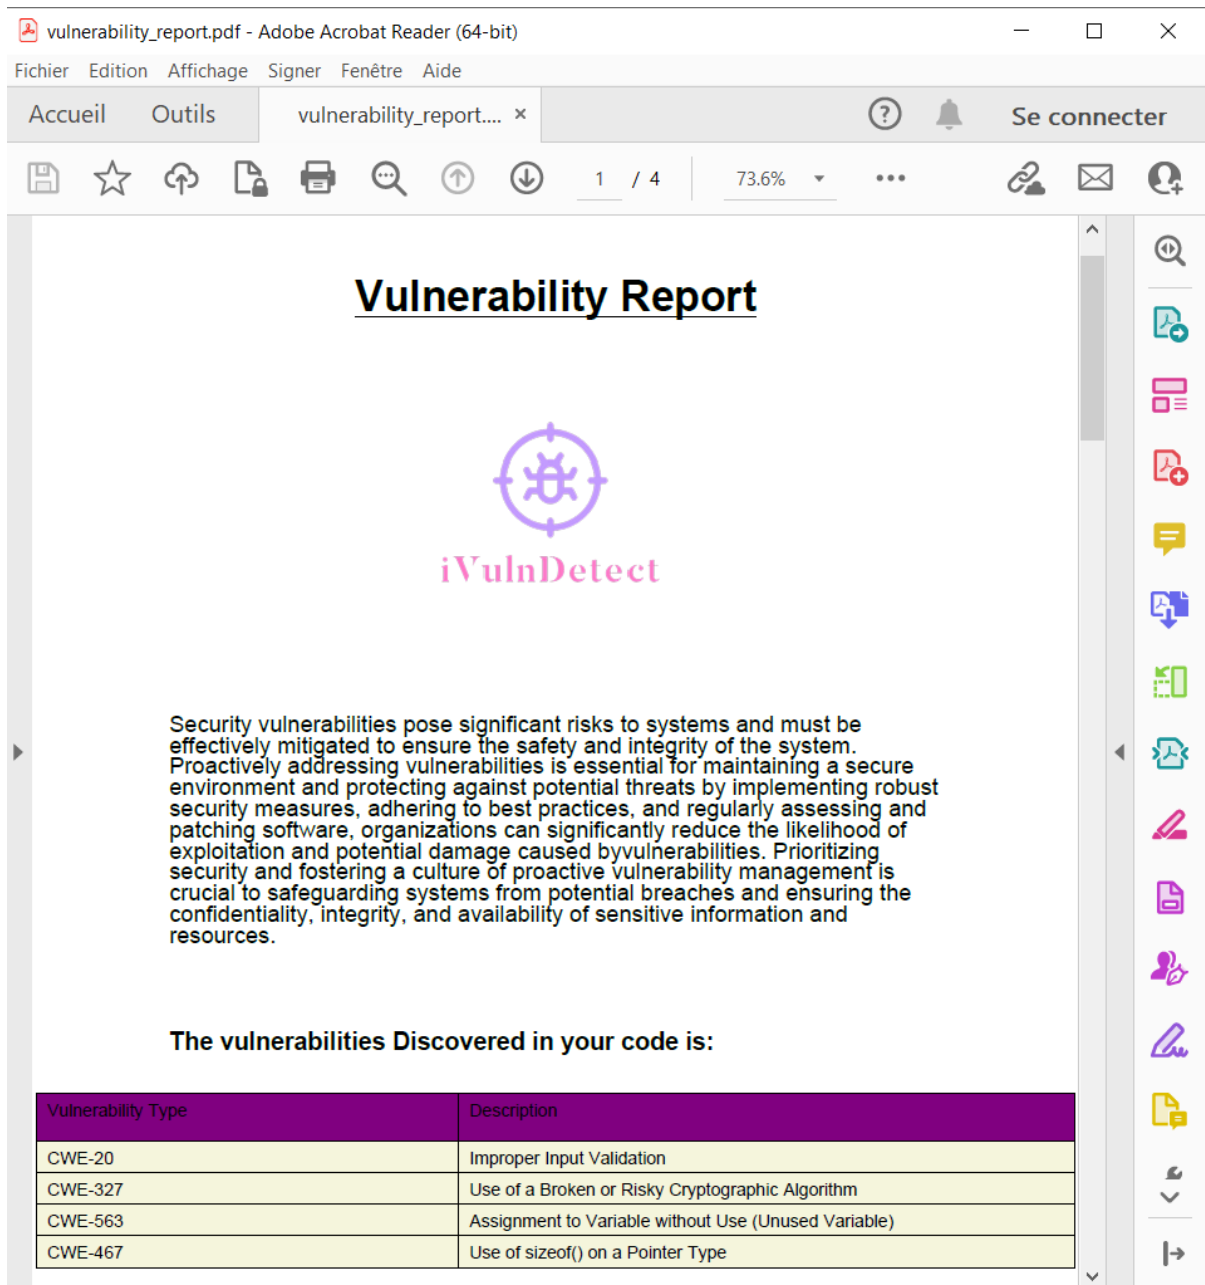 vulnerability_report.pdf - Adobe Acrobat Reader (64-bit)
Fichier Edition Affichage Signer Fenêtre Aide
Accueil Outils vulnerability_report.... × Se connecter
1 / 4 73.6%
Vulnerability Report
iVulnDetect
Security vulnerabilities pose significant risks to systems and must be
effectively mitigated to ensure the safety and integrity of the system.
Proactively addressing vulnerabilities is essential for maintaining a secure
environment and protecting against potential threats by implementing robust
security measures, adhering to best practices, and regularly assessing and
patching software, organizations can significantly reduce the likelihood of
exploitation and potential damage caused byvulnerabilities. Prioritizing
security and fostering a culture of proactive vulnerability management is
crucial to safeguarding systems from potential breaches and ensuring the
confidentiality, integrity, and availability of sensitive information and
resources.
The vulnerabilities Discovered in your code is:
Vulnerability Type Description
CWE-20 Improper Input Validation
CWE-327 Use of a Broken or Risky Cryptographic Algorithm
CWE-563 Assignment to Variable without Use (Unused Variable)
CWE-467 Use of sizeof() on a Pointer Type